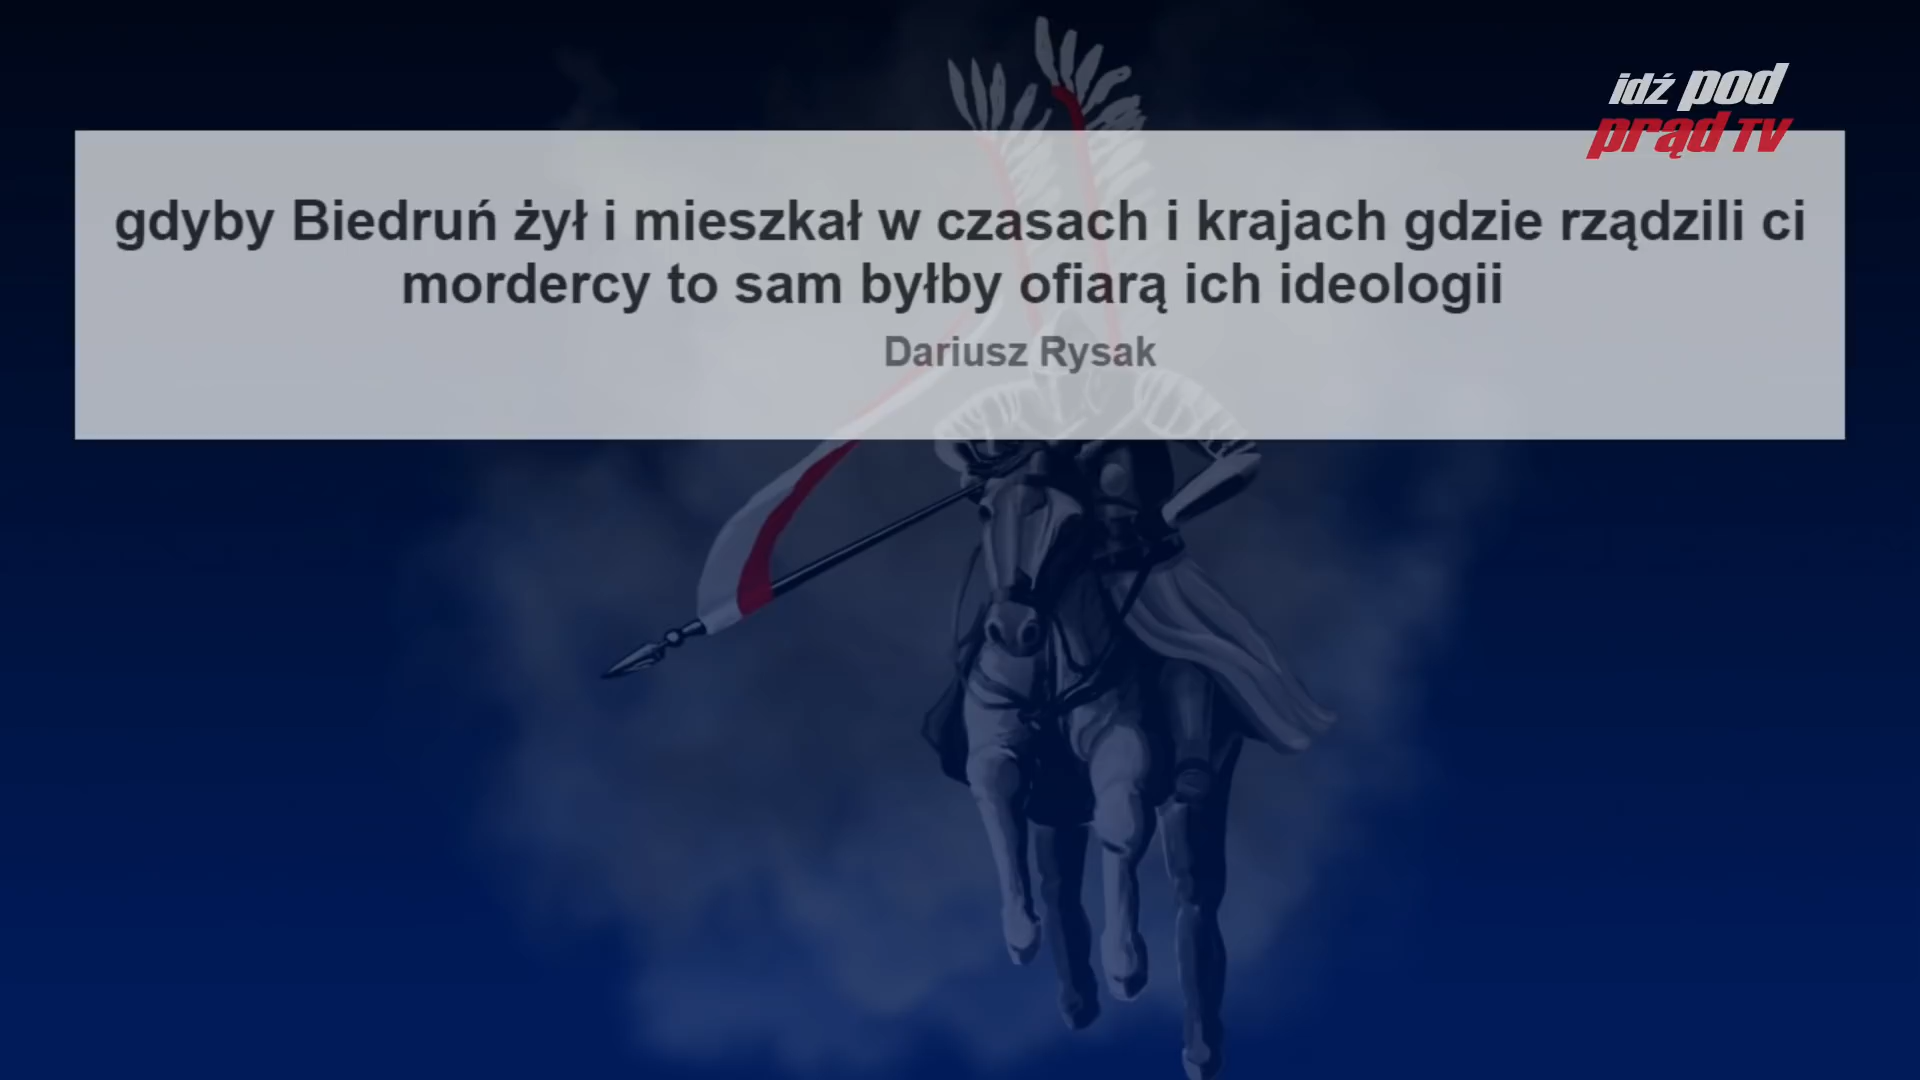 idź pod
prąd TV
gdyby Biedruń żył i mieszkał w czasach i krajach gdzie rządzili ci
mordercy to sam byłby ofiarą ich ideologii
Dariusz Rysak